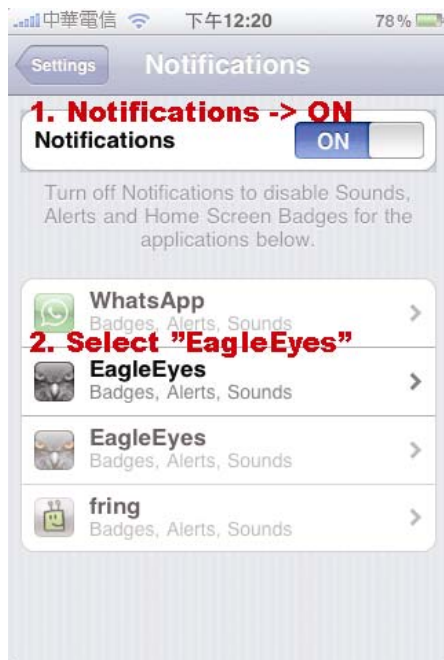 中華電信 下午12:20 78%
Settings Notifications
1. Notifications -> ON
Notifications ON
Turn off Notifications to disable Sounds,
Alerts and Home Screen Badges for the
applications below.
WhatsApp
Badges, Alerts, Sounds
2. Select ”EagleEyes”
EagleEyes
Badges, Alerts, Sounds
EagleEyes
Badges, Alerts, Sounds
fring
Badges, Alerts, Sounds